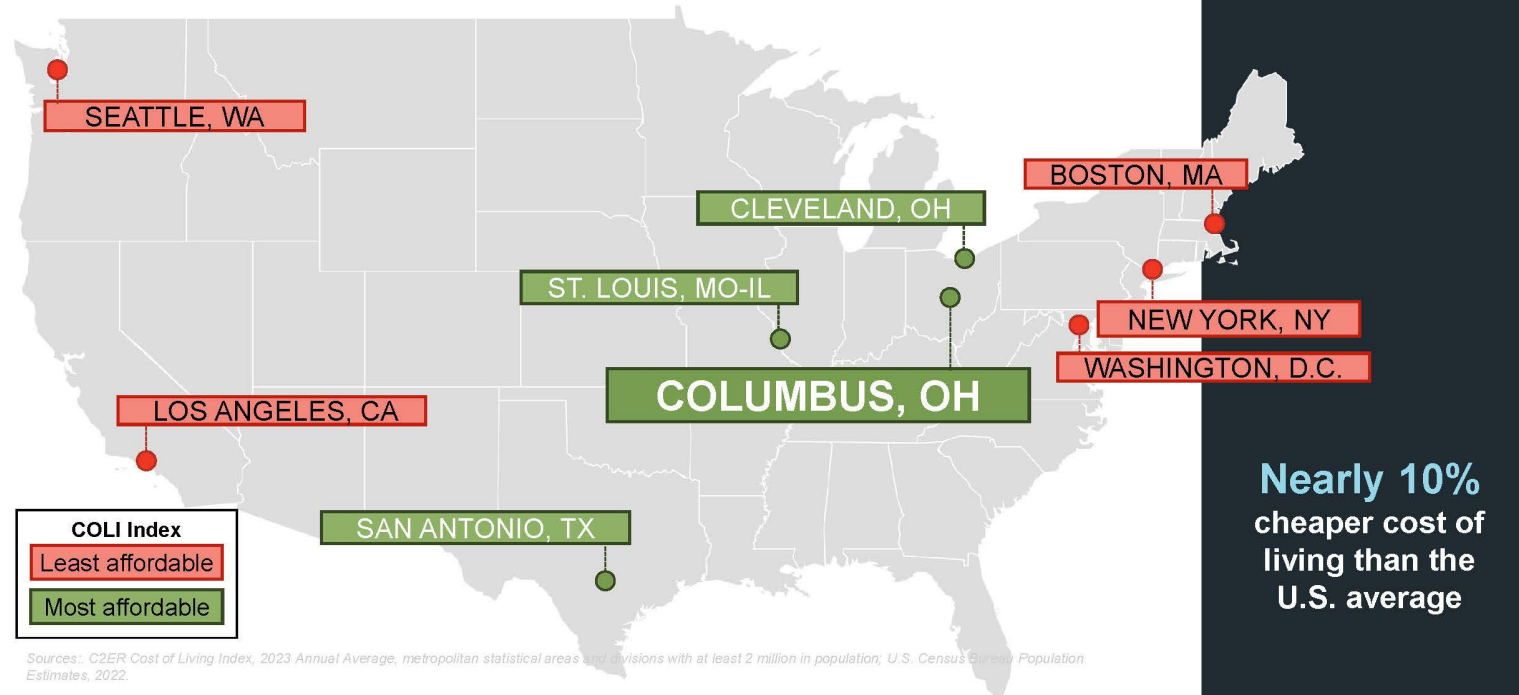 SEATTLE, WA
BOSTON, MA
CLEVELAND, OH
ST. LOUIS, MO-IL
NEW YORK, NY
WASHINGTON, D.C.
COLUMBUS, OH
LOS ANGELES, CA
SAN ANTONIO, TX
COLI Index
Least affordable
Most affordable
Nearly 10%
cheaper cost of
living than the
U.S. average
Sources:. C2ER Cost of Living Index, 2023 Annual Average, metropolitan statistical areas and divisions with at least 2 million in population; U.S. Census Bureau Population
Estimates, 2022.